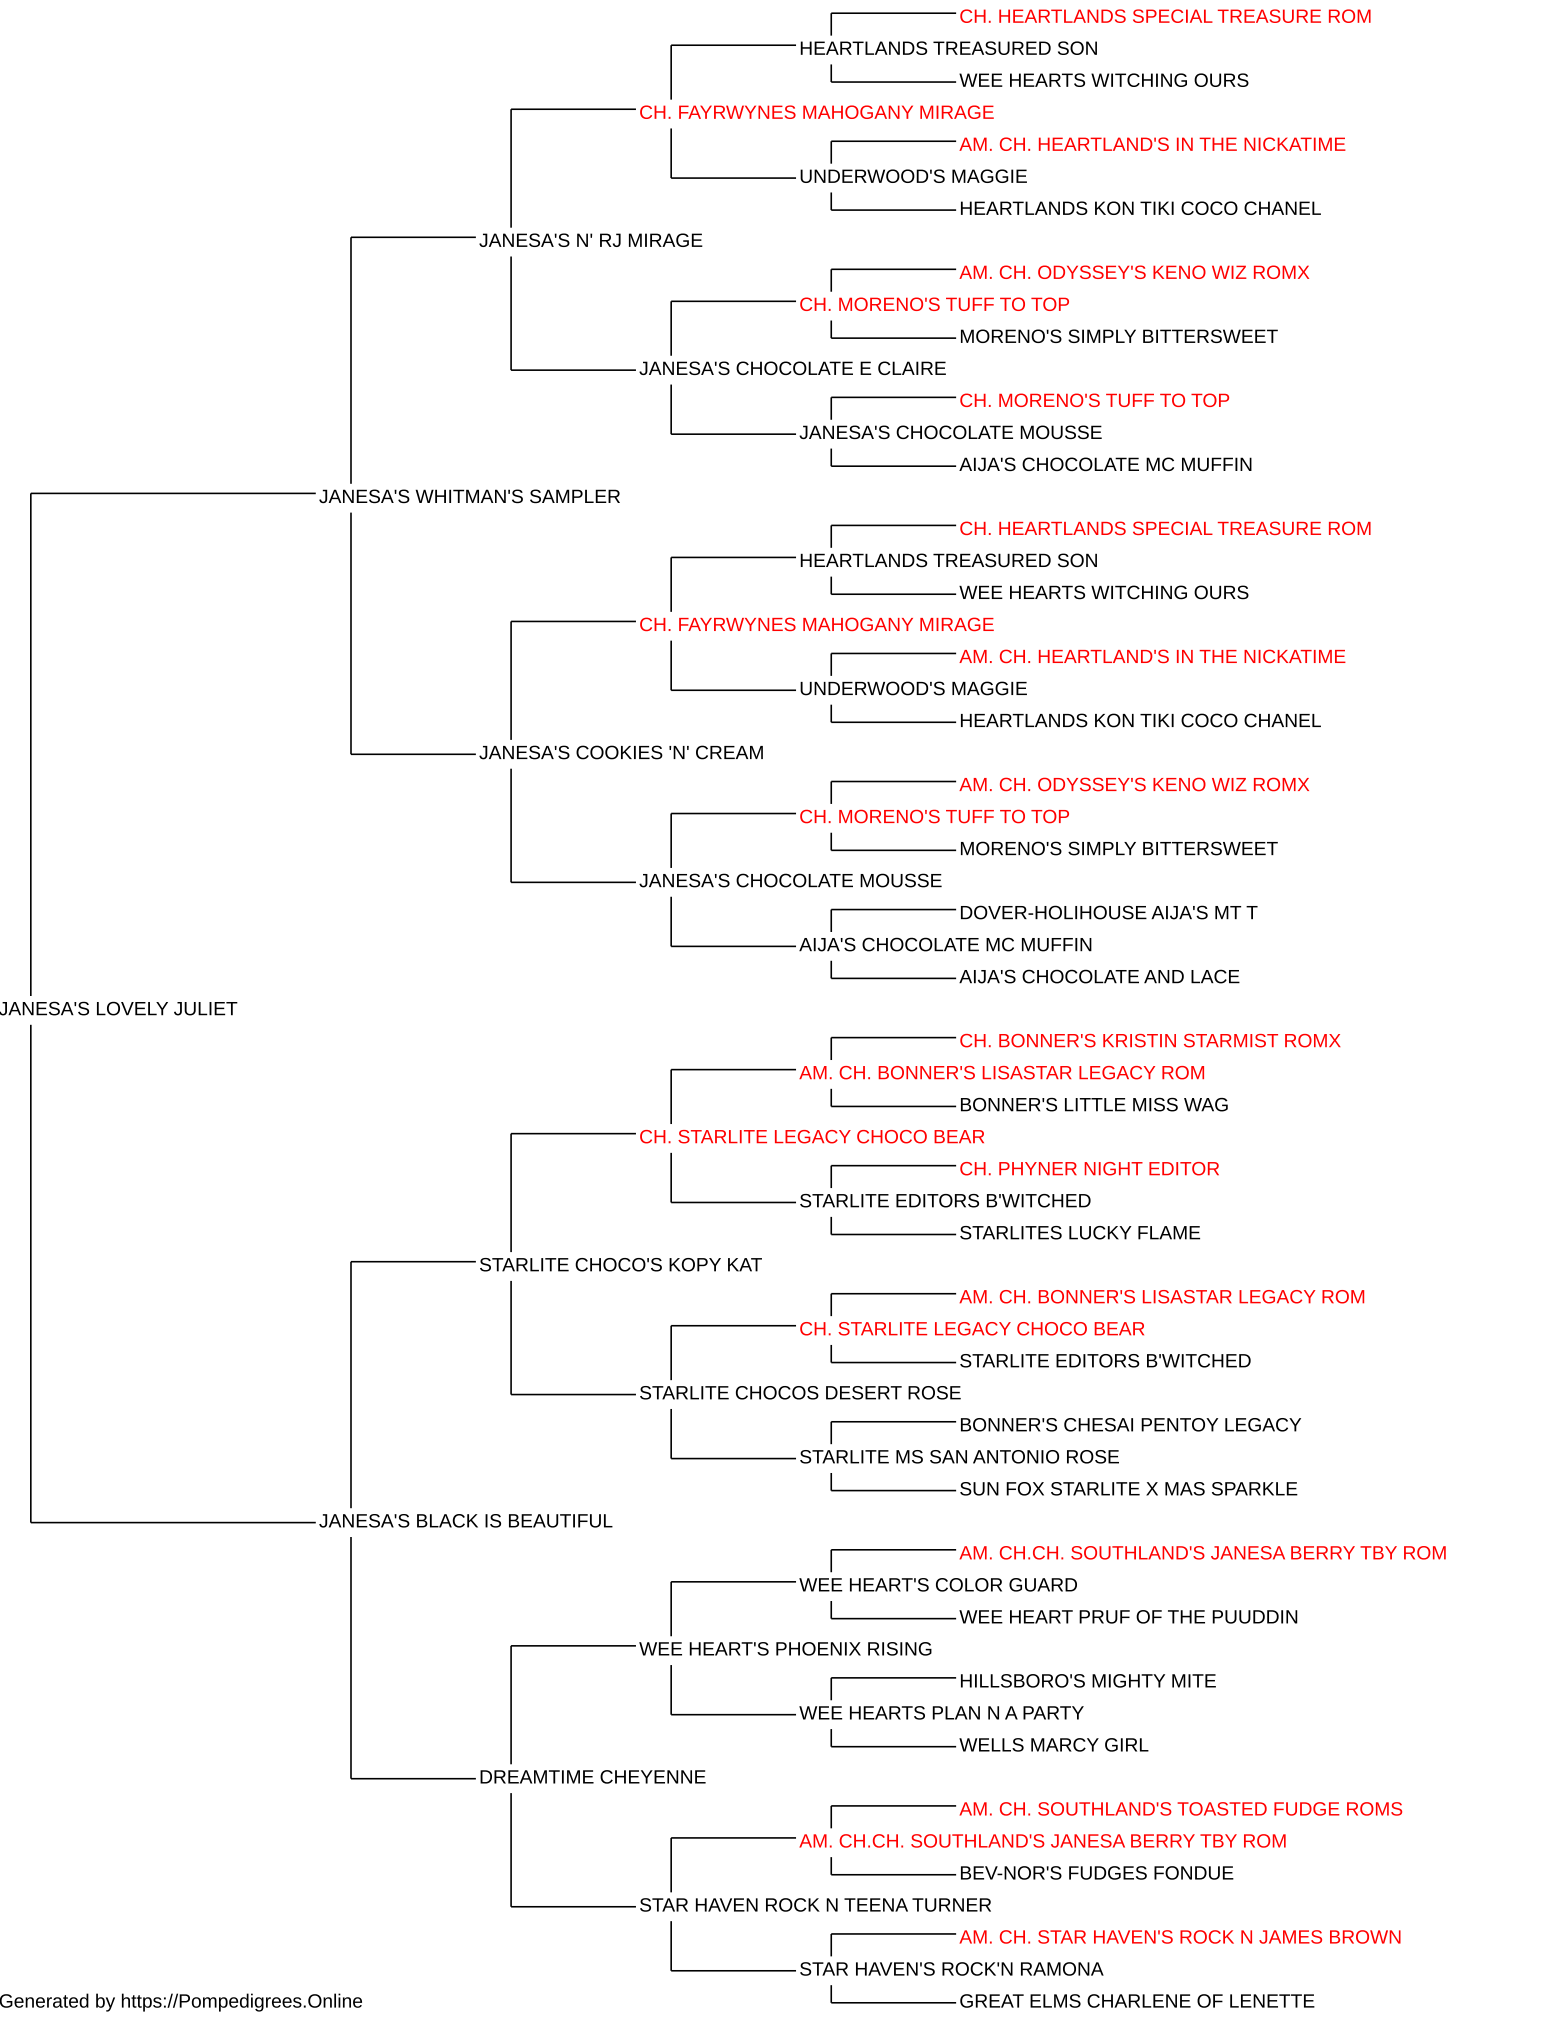 CH. HEARTLANDS SPECIAL TREASURE ROM
HEARTLANDS TREASURED SON
WEE HEARTS WITCHING OURS
CH. FAYRWYNES MAHOGANY MIRAGE
AM. CH. HEARTLAND'S IN THE NICKATIME
UNDERWOOD'S MAGGIE
HEARTLANDS KON TIKI COCO CHANEL
JANESA'S N' RJ MIRAGE
AM. CH. ODYSSEY'S KENO WIZ ROMX
CH. MORENO'S TUFF TO TOP
MORENO'S SIMPLY BITTERSWEET
JANESA'S CHOCOLATE E CLAIRE
CH. MORENO'S TUFF TO TOP
JANESA'S CHOCOLATE MOUSSE
AIJA'S CHOCOLATE MC MUFFIN
JANESA'S WHITMAN'S SAMPLER
CH. HEARTLANDS SPECIAL TREASURE ROM
HEARTLANDS TREASURED SON
WEE HEARTS WITCHING OURS
CH. FAYRWYNES MAHOGANY MIRAGE
AM. CH. HEARTLAND'S IN THE NICKATIME
UNDERWOOD'S MAGGIE
HEARTLANDS KON TIKI COCO CHANEL
JANESA'S COOKIES 'N' CREAM
AM. CH. ODYSSEY'S KENO WIZ ROMX
CH. MORENO'S TUFF TO TOP
MORENO'S SIMPLY BITTERSWEET
JANESA'S CHOCOLATE MOUSSE
DOVER-HOLIHOUSE AIJA'S MT T
AIJA'S CHOCOLATE MC MUFFIN
AIJA'S CHOCOLATE AND LACE
JANESA'S LOVELY JULIET
CH. BONNER'S KRISTIN STARMIST ROMX
AM. CH. BONNER'S LISASTAR LEGACY ROM
BONNER'S LITTLE MISS WAG
CH. STARLITE LEGACY CHOCO BEAR
CH. PHYNER NIGHT EDITOR
STARLITE EDITORS B'WITCHED
STARLITES LUCKY FLAME
STARLITE CHOCO'S KOPY KAT
AM. CH. BONNER'S LISASTAR LEGACY ROM
CH. STARLITE LEGACY CHOCO BEAR
STARLITE EDITORS B'WITCHED
STARLITE CHOCOS DESERT ROSE
BONNER'S CHESAI PENTOY LEGACY
STARLITE MS SAN ANTONIO ROSE
SUN FOX STARLITE X MAS SPARKLE
JANESA'S BLACK IS BEAUTIFUL
AM. CH.CH. SOUTHLAND'S JANESA BERRY TBY ROM
WEE HEART'S COLOR GUARD
WEE HEART PRUF OF THE PUUDDIN
WEE HEART'S PHOENIX RISING
HILLSBORO'S MIGHTY MITE
WEE HEARTS PLAN N A PARTY
WELLS MARCY GIRL
DREAMTIME CHEYENNE
AM. CH. SOUTHLAND'S TOASTED FUDGE ROMS
AM. CH.CH. SOUTHLAND'S JANESA BERRY TBY ROM
BEV-NOR'S FUDGES FONDUE
STAR HAVEN ROCK N TEENA TURNER
AM. CH. STAR HAVEN'S ROCK N JAMES BROWN
STAR HAVEN'S ROCK'N RAMONA
GREAT ELMS CHARLENE OF LENETTE
Generated by https://Pompedigrees.Online